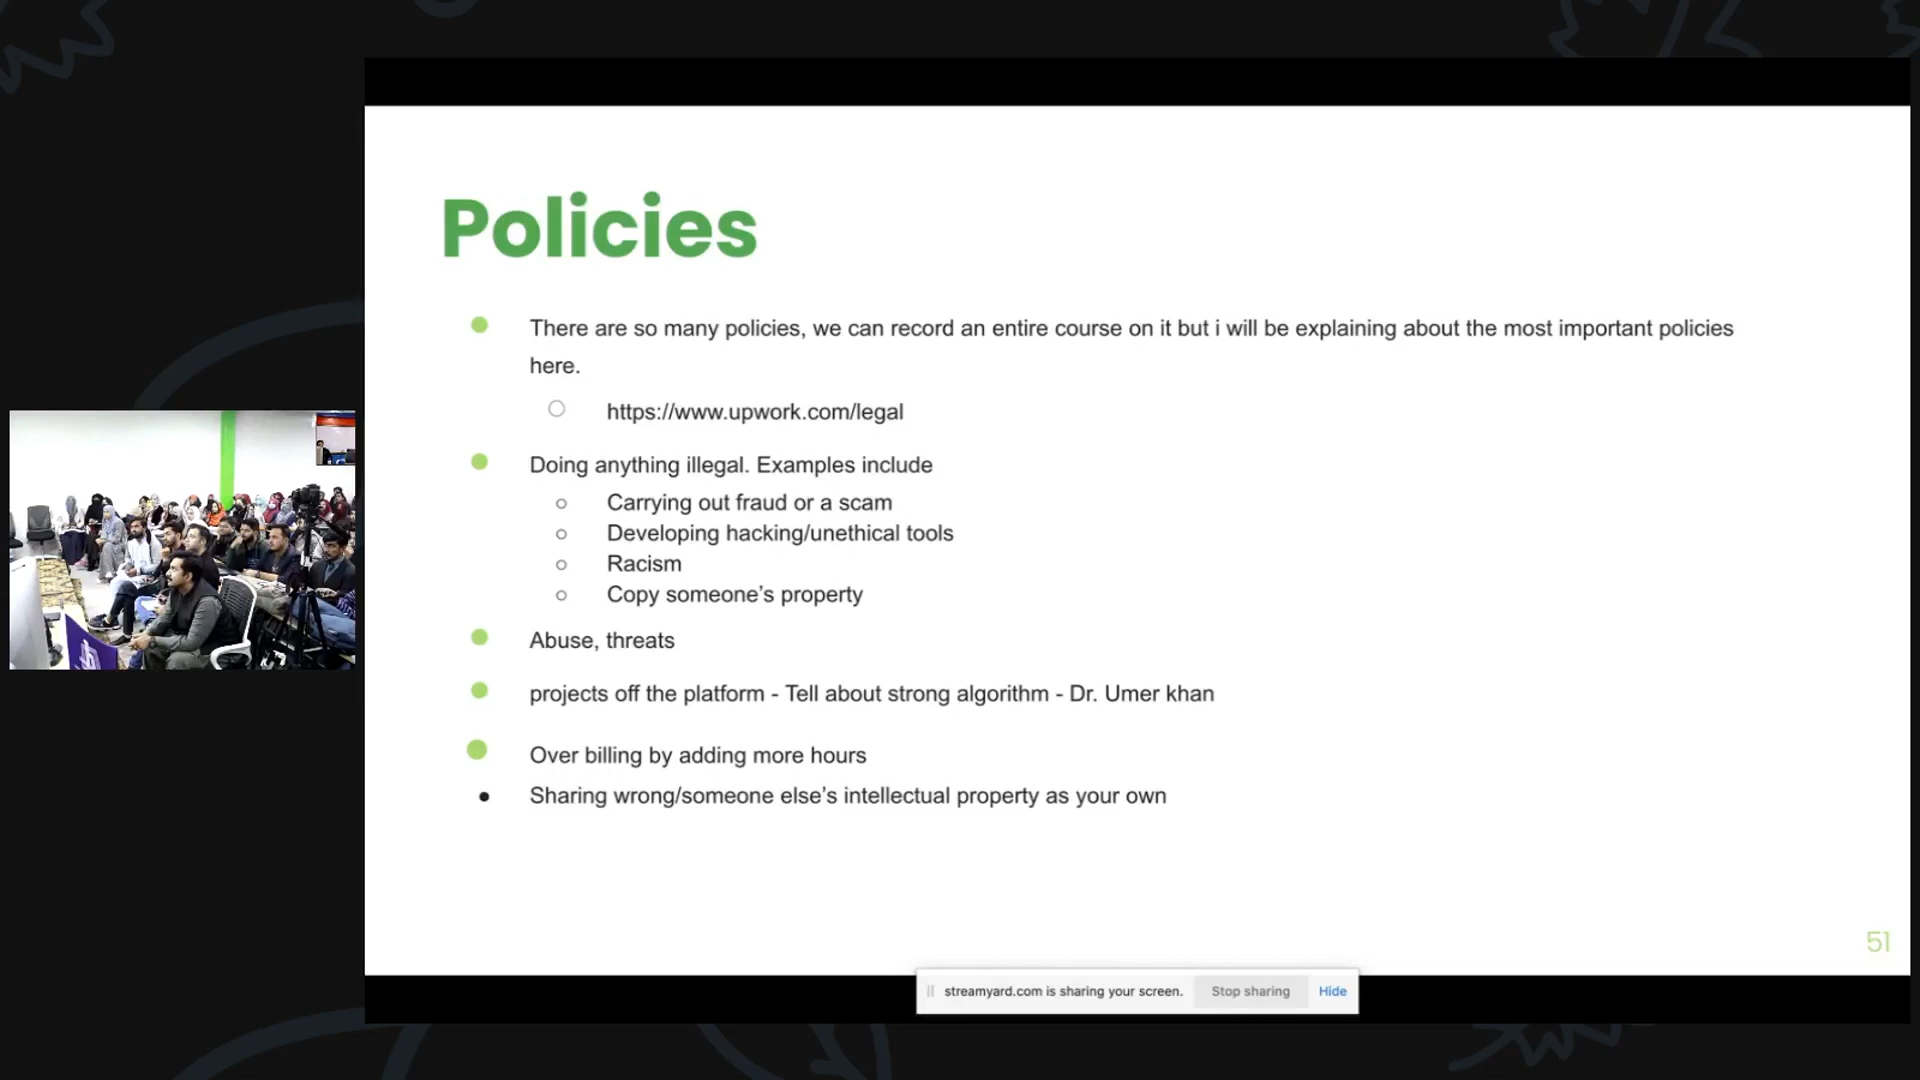 Policies
There are so many policies, we can record an entire course on it but i will be explaining about the most important policies
here.
https://www.upwork.com/legal
Doing anything illegal. Examples include
Carrying out fraud or a scam
Developing hacking/unethical tools
Racism
Copy someone’s property
Abuse, threats
projects off the platform - Tell about strong algorithm - Dr. Umer khan
Over billing by adding more hours
Sharing wrong/someone else’s intellectual property as your own
51
streamyard.com is sharing your screen.
Stop sharing
Hide